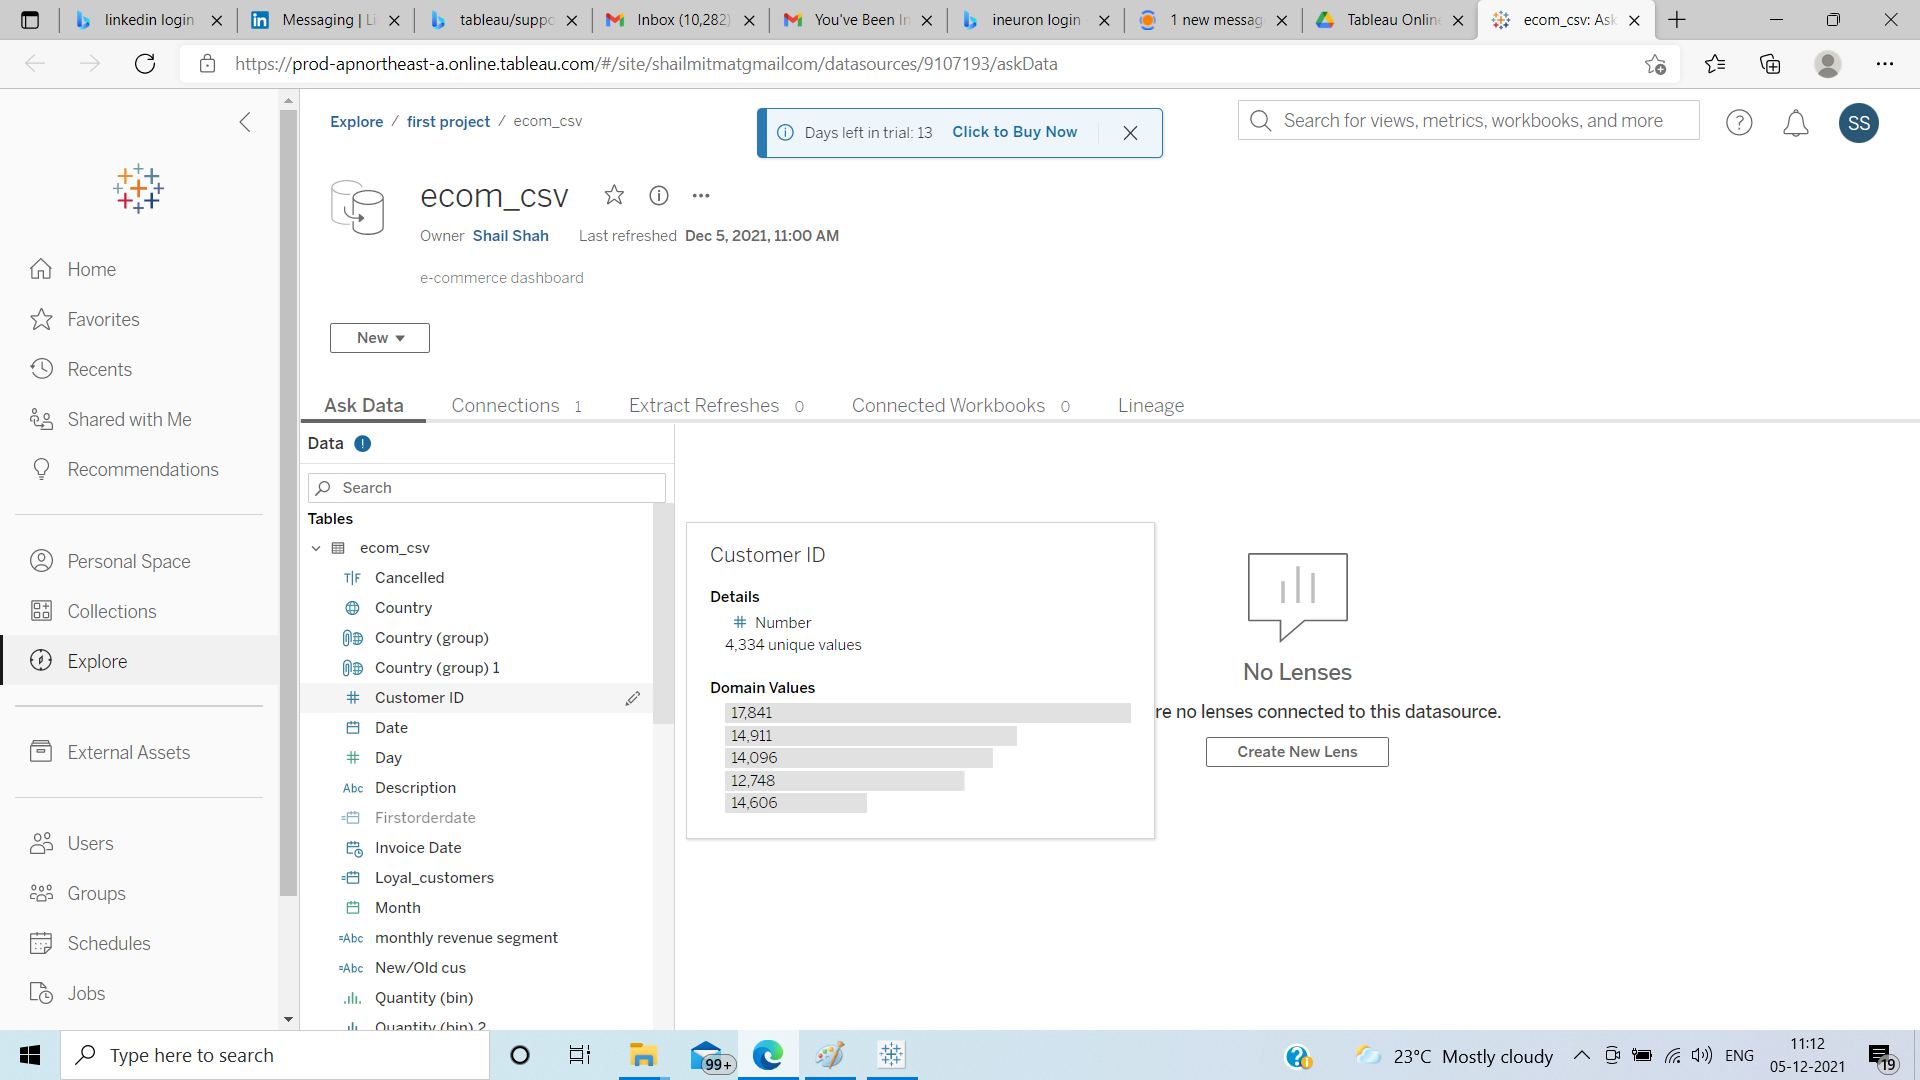 linkedin login
Messaging | Li
tableau/suppo
Inbox (10,282)
You've Been In
ineuron login
1 new messag
Tableau Online
ecom_csv: Ask
https://prod-apnortheast-a.online.tableau.com/#/site/shailmitmatgmailcom/datasources/9107193/askData
Explore / first project / ecom_csv
Days left in trial: 13 Click to Buy Now
Search for views, metrics, workbooks, and more
SS
ecom_csv
Owner Shail Shah Last refreshed Dec 5, 2021, 11:00 AM
e-commerce dashboard
New
Home
Favorites
Recents
Shared with Me
Recommendations
Personal Space
Collections
Explore
External Assets
Users
Groups
Schedules
Jobs
Ask Data Connections 1 Extract Refreshes 0 Connected Workbooks 0 Lineage
Data
Search
Tables
ecom_csv
T|F Cancelled
Country
Country (group)
Country (group) 1
# Customer ID
Date
# Day
Abc Description
Firstorderdate
Invoice Date
Loyal_customers
Month
=Abc monthly revenue segment
=Abc New/Old cus
Quantity (bin)
Quantity (bin) 2
Customer ID
Details
# Number
4,334 unique values
Domain Values
17,841
14,911
14,096
12,748
14,606
No Lenses
re no lenses connected to this datasource.
Create New Lens
Type here to search
99+
23°C Mostly cloudy
ENG
11:12
05-12-2021
19